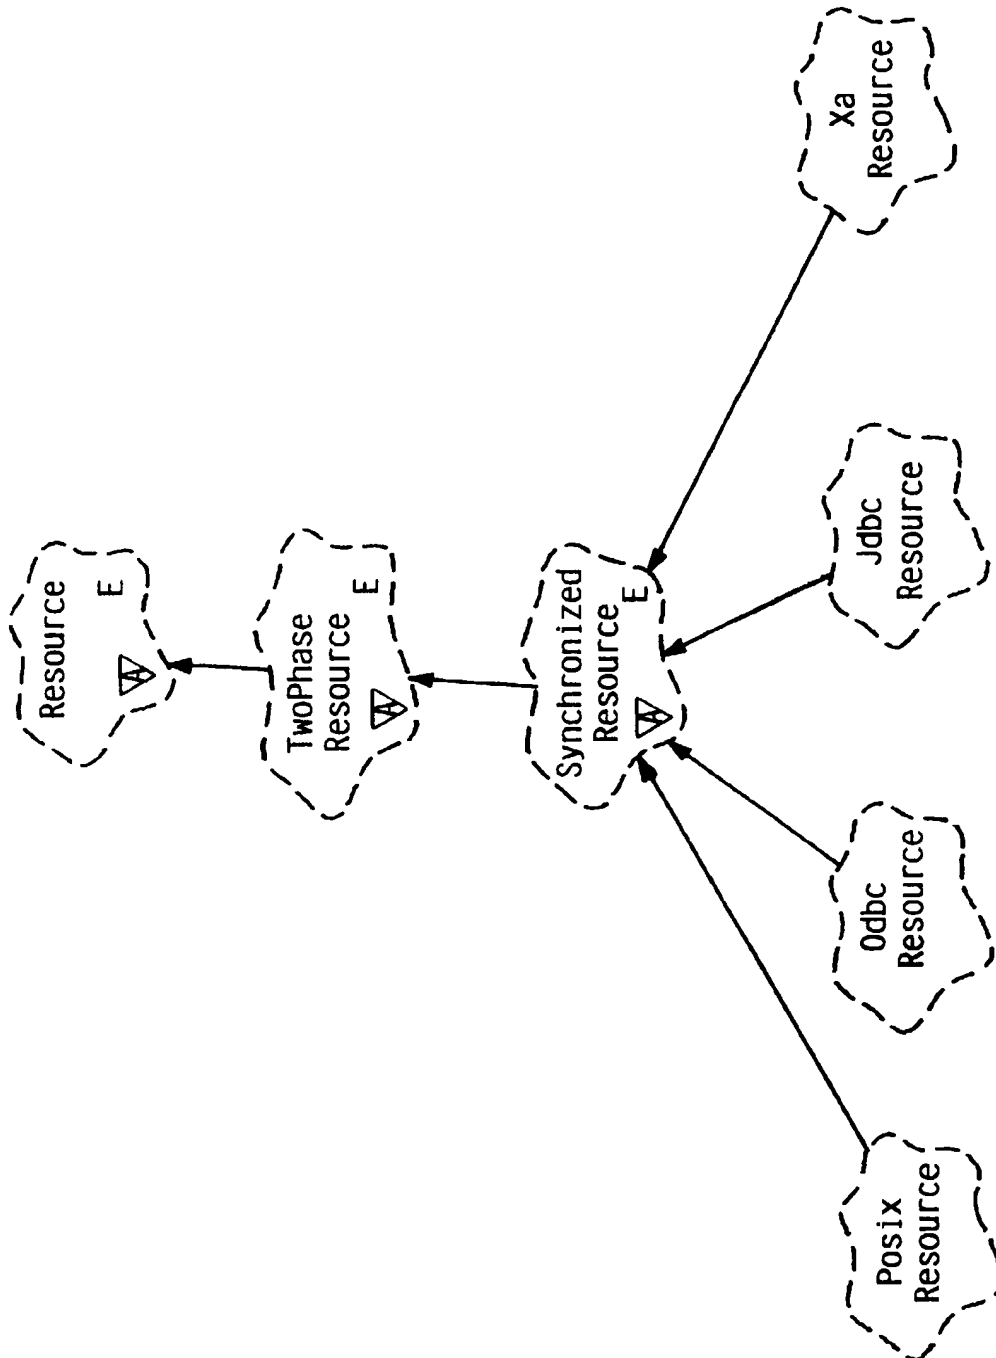 Resource
E
A
TwoPhase
Resource
E
A
Synchronized
Resource
E
A
Posix
Resource
Odbc
Resource
Jdbc
Resource
Xa
Resource